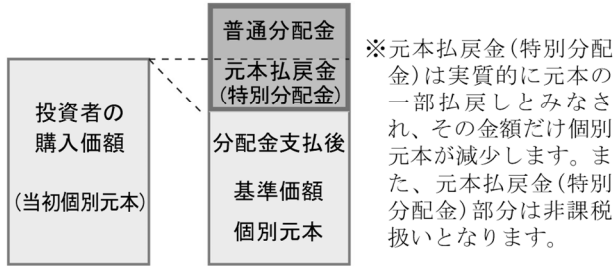 投資者の
購入価額
(当初個別元本)
普通分配金
元本払戻金
(特別分配金)
分配金支払後
基準価額
個別元本
※元本払戻金(特別分配
金)は実質的に元本の
一部払戻しとみなさ
れ、その金額だけ個別
元本が減少します。ま
た、元本払戻金(特別
分配金)部分は非課税
扱いとなります。